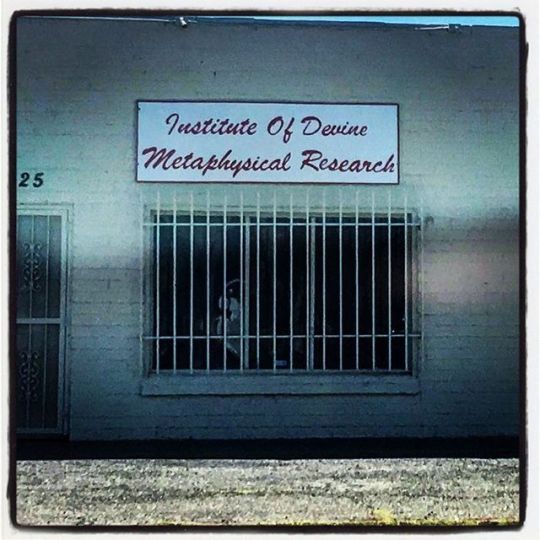 Institute Of Devine
Metaphysical Research
25